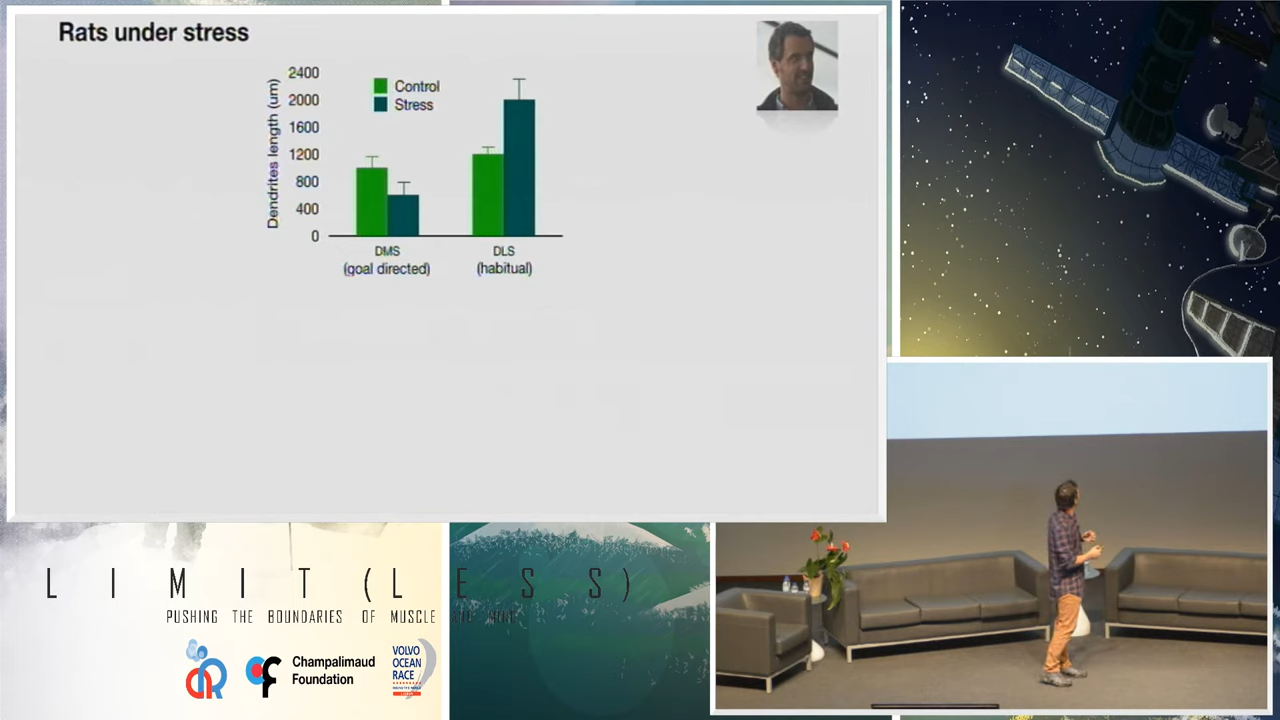 Rats under stress
Dendrites length (um)
2400
2000
1600
1200
800
400
0
Control
Stress
DMS
(goal directed)
DLS
(habitual)
L I M I T ( L E S S )
PUSHING THE BOUNDARIES OF MUSCLE
Champalimaud
Foundation
VOLVO
OCEAN
RACE